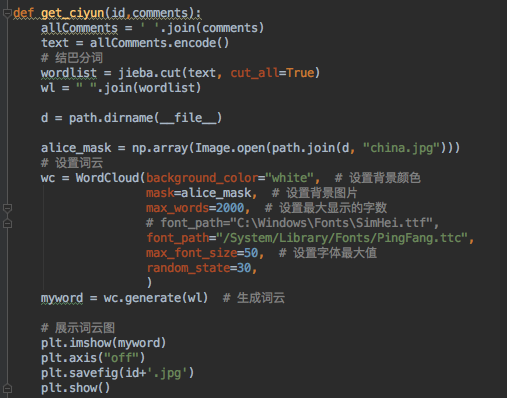 def get_ciyun(id,comments):
    allComments = ' '.join(comments)
    text = allComments.encode()
    # 结巴分词
    wordlist = jieba.cut(text, cut_all=True)
    wl = " ".join(wordlist)

    d = path.dirname(__file__)

    alice_mask = np.array(Image.open(path.join(d, "china.jpg")))
    # 设置词云
    wc = WordCloud(background_color="white",  # 设置背景颜色
                   mask=alice_mask,  # 设置背景图片
                   max_words=2000,  # 设置最大显示的字数
                   # font_path="C:\Windows\Fonts\SimHei.ttf",
                   font_path="/System/Library/Fonts/PingFang.ttc",
                   max_font_size=50,  # 设置字体最大值
                   random_state=30,
                   )
    myword = wc.generate(wl)  # 生成词云

    # 展示词云图
    plt.imshow(myword)
    plt.axis("off")
    plt.savefig(id+'.jpg')
    plt.show()